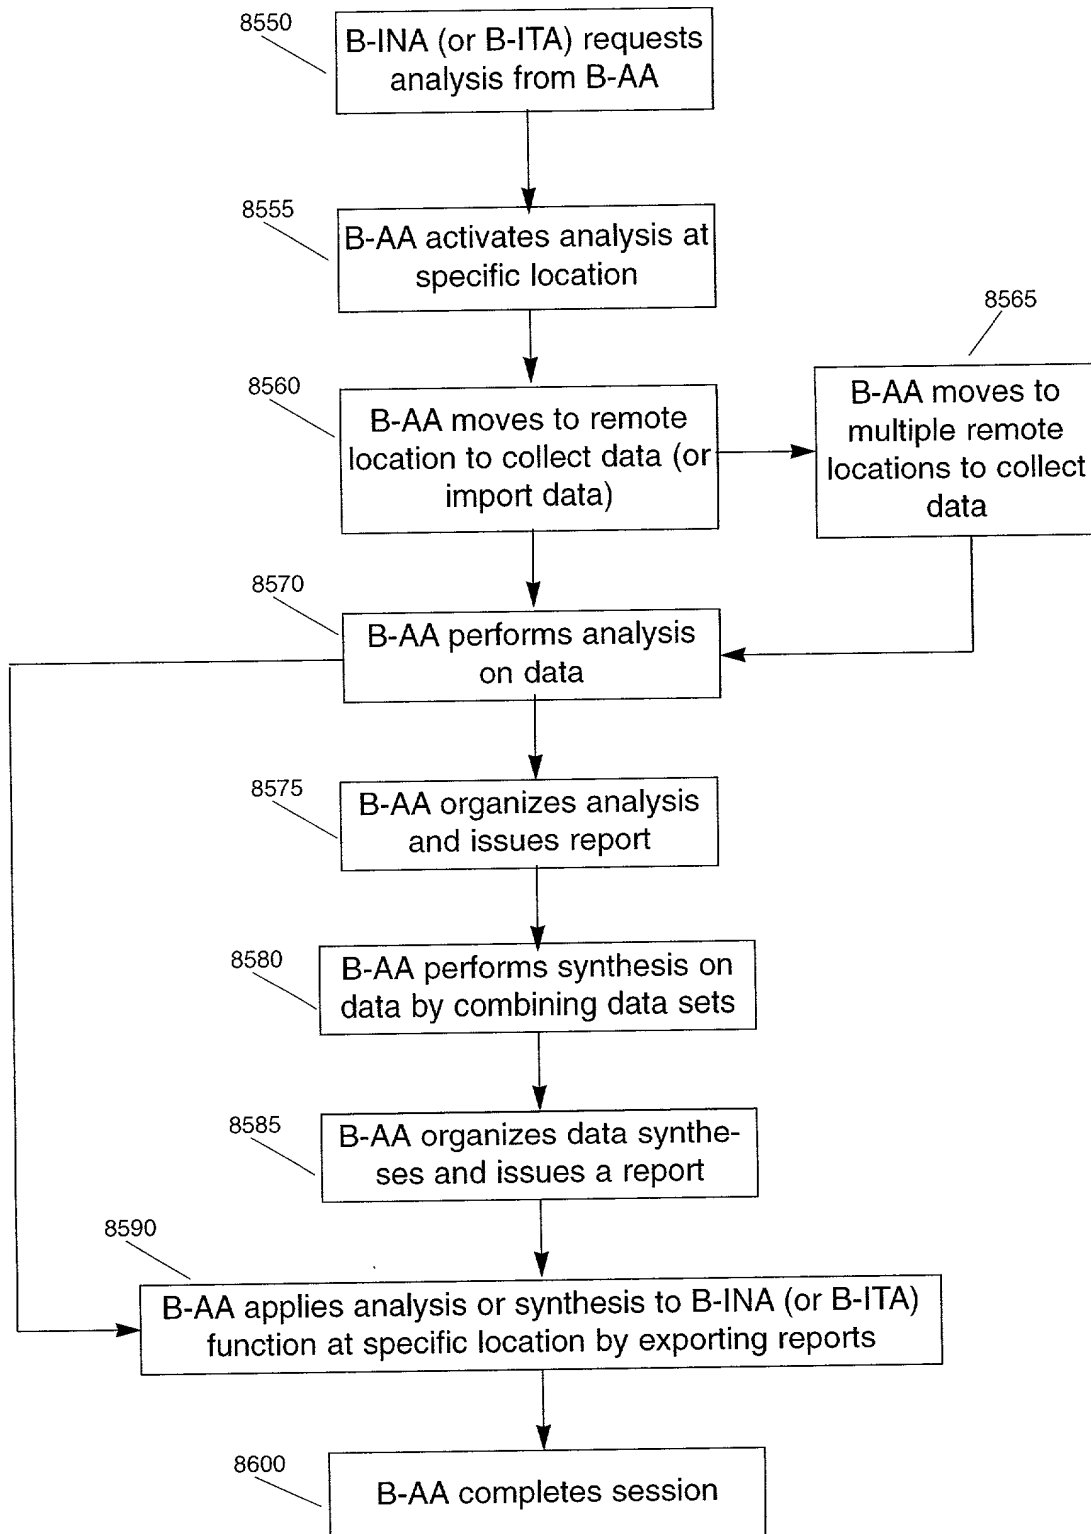 8550
B-INA (or B-ITA) requests
analysis from B-AA
8555
B-AA activates analysis at
specific location
8560
B-AA moves to remote
location to collect data (or
import data)
8565
B-AA moves to
multiple remote
locations to collect
data
8570
B-AA performs analysis
on data
8575
B-AA organizes analysis
and issues report
8580
B-AA performs synthesis on
data by combining data sets
8585
B-AA organizes data synthe-
ses and issues a report
8590
B-AA applies analysis or synthesis to B-INA (or B-ITA)
function at specific location by exporting reports
8600
B-AA completes session